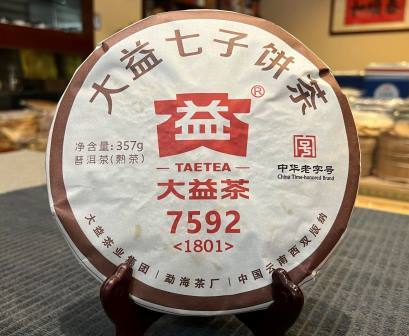 大益七子饼茶
益
®
净含量:357g
普洱茶(熟茶)
TAETEA
大益茶
中华老字号
China Time-honored Brand
7592
<1801>
大益茶业集团|勐海茶厂|中国云南西双版纳